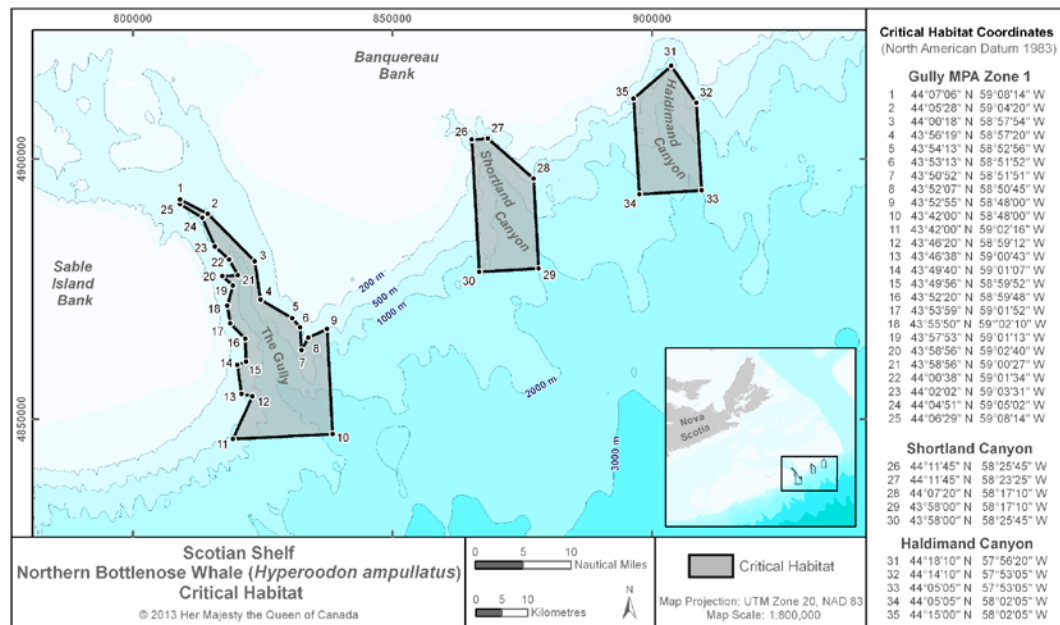 800000 850000 900000
4900000
4850000
Banquereau
Bank
Sable
Island
Bank
The Gully
Shortland
Canyon
Haldimand
Canyon
200 m
500 m
1000 m
2000 m
3000 m
1
2
3
4
5
6
7
8
9
10
11
12
13
14
15
16
17
18
19
20
21
22
23
24
25
26
27
28
29
30
31
32
33
34
35
Nova
Scotia
Critical Habitat Coordinates
(North American Datum 1983)
Gully MPA Zone 1
1 44°07'06" N 59°08'14" W
2 44°05'28" N 59°04'20" W
3 44°00'18" N 58°57'54" W
4 43°56'19" N 58°57'20" W
5 43°54'13" N 58°52'56" W
6 43°53'13" N 58°51'52" W
7 43°50'52" N 58°51'51" W
8 43°52'07" N 58°50'45" W
9 43°52'55" N 58°48'00" W
10 43°42'00" N 58°48'00" W
11 43°42'00" N 59°02'16" W
12 43°46'20" N 58°59'12" W
13 43°46'38" N 59°00'43" W
14 43°49'40" N 59°01'07" W
15 43°49'56" N 58°59'52" W
16 43°52'20" N 58°59'48" W
17 43°53'59" N 59°01'52" W
18 43°55'50" N 59°02'10" W
19 43°57'53" N 59°01'13" W
20 43°58'56" N 59°02'40" W
21 43°58'56" N 59°00'27" W
22 44°00'38" N 59°01'34" W
23 44°02'02" N 59°03'31" W
24 44°04'51" N 59°05'02" W
25 44°06'29" N 59°08'14" W
Shortland Canyon
26 44°11'45" N 58°25'45" W
27 44°11'45" N 58°23'25" W
28 44°07'20" N 58°17'10" W
29 43°58'00" N 58°17'10" W
30 43°58'00" N 58°25'45" W
Haldimand Canyon
31 44°18'10" N 57°56'20" W
32 44°14'10" N 57°53'05" W
33 44°05'05" N 57°53'05" W
34 44°05'05" N 58°02'05" W
35 44°15'00" N 58°02'05" W
Scotian Shelf
Northern Bottlenose Whale (Hyperoodon ampullatus)
Critical Habitat
© 2013 Her Majesty the Queen of Canada
0 5 10
Nautical Miles
0 5 10
Kilometres
N
Critical Habitat
Map Projection: UTM Zone 20, NAD 83
Map Scale: 1:800,000